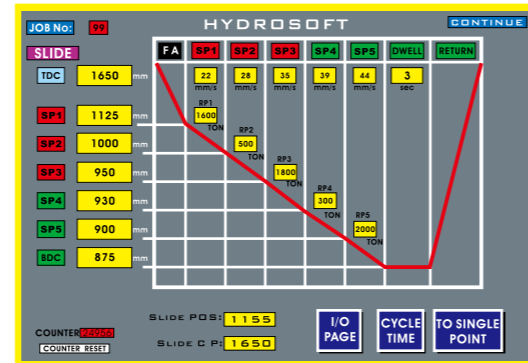 JOB No: 99 HYDROSOFT CONTINUE
SLIDE FA SP1 SP2 SP3 SP4 SP5 DWELL RETURN
TDC 1650 mm 22 28 35 39 44 3
mm/s mm/s mm/s mm/s mm/s sec
RP1
SP1 1125 mm 1600
TON RP2
SP2 1000 mm 500
TON RP3
SP3 950 mm 1800
TON RP4
SP4 930 mm 300
TON RP5
SP5 900 mm 2000
TON
BDC 875 mm
SLIDE POS: 1155 I/O PAGE CYCLE TIME TO SINGLE POINT
COUNTER 24955
SLIDE C P: 1650
COUNTER RESET